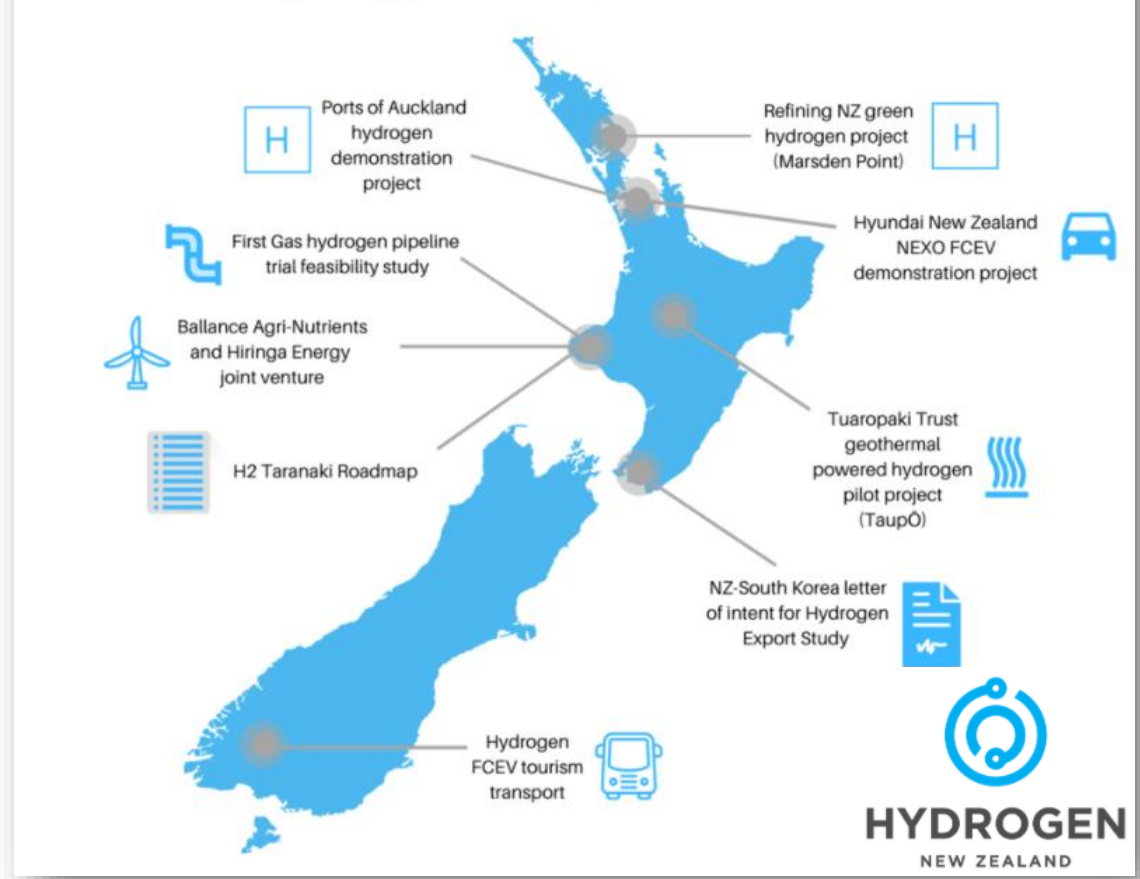 Ports of Auckland
hydrogen
demonstration
project
H
Refining NZ green
hydrogen project
(Marsden Point)
H
First Gas hydrogen pipeline
trial feasibility study
Hyundai New Zealand
NEXO FCEV
demonstration project
Ballance Agri-Nutrients
and Hiringa Energy
joint venture
H2 Taranaki Roadmap
Tuaropaki Trust
geothermal
powered hydrogen
pilot project
(TaupÔ)
NZ-South Korea letter
of intent for Hydrogen
Export Study
Hydrogen
FCEV tourism
transport
HYDROGEN
NEW ZEALAND